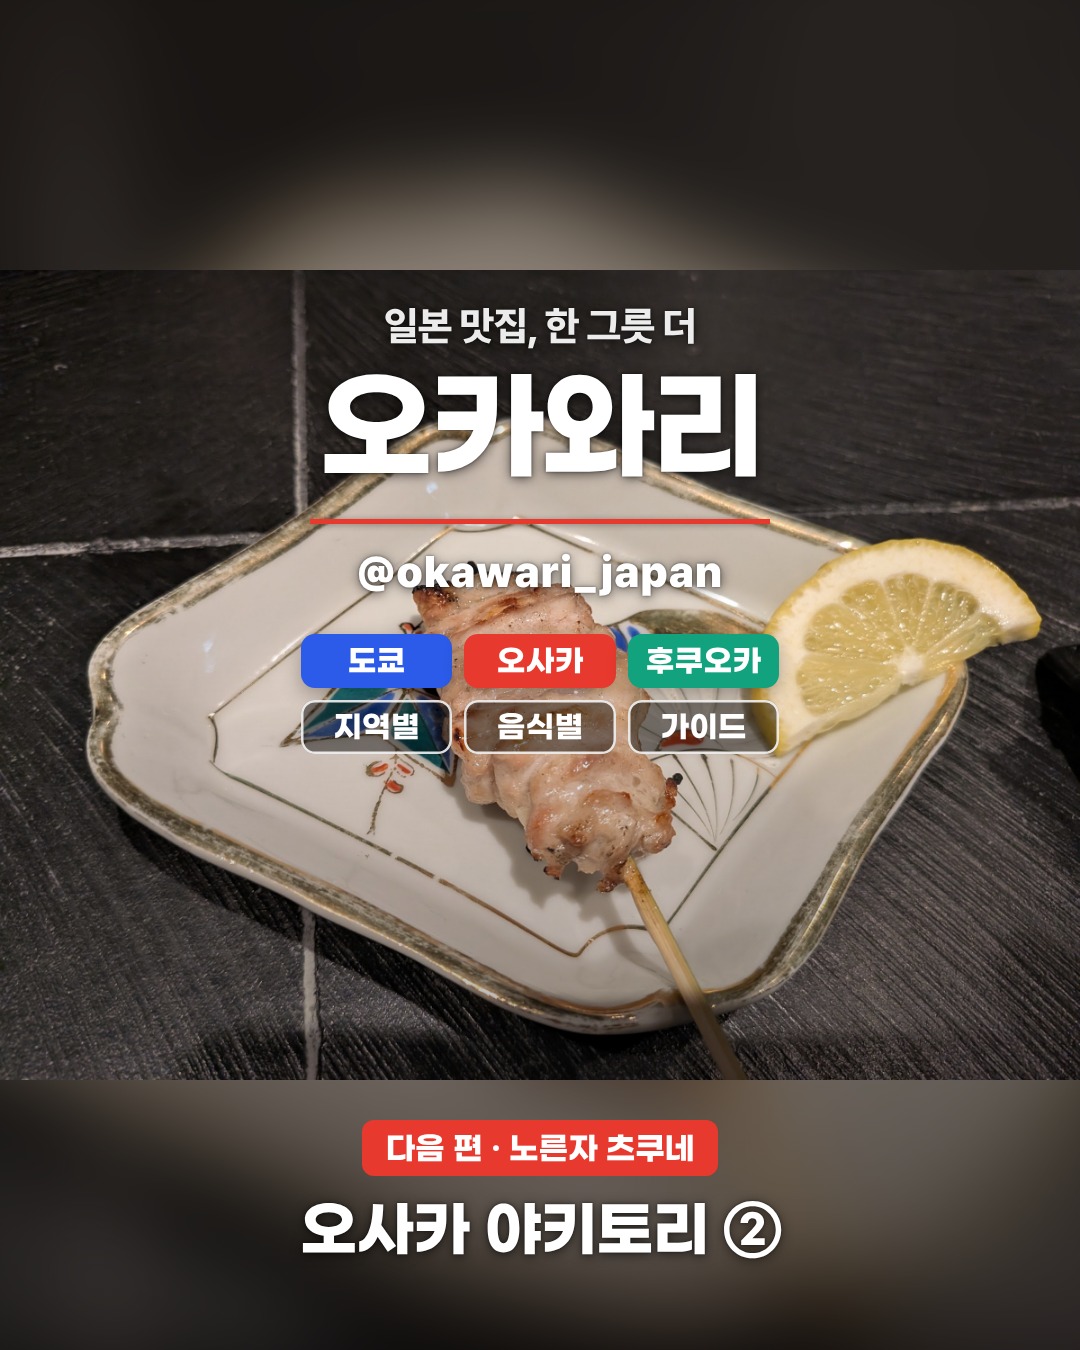 일본 맛집, 한 그릇 더
오카와리
@okawari_japan
도쿄 오사카 후쿠오카
지역별 음식별 가이드
다음 편 · 노른자 츠쿠네
오사카 야키토리 ②